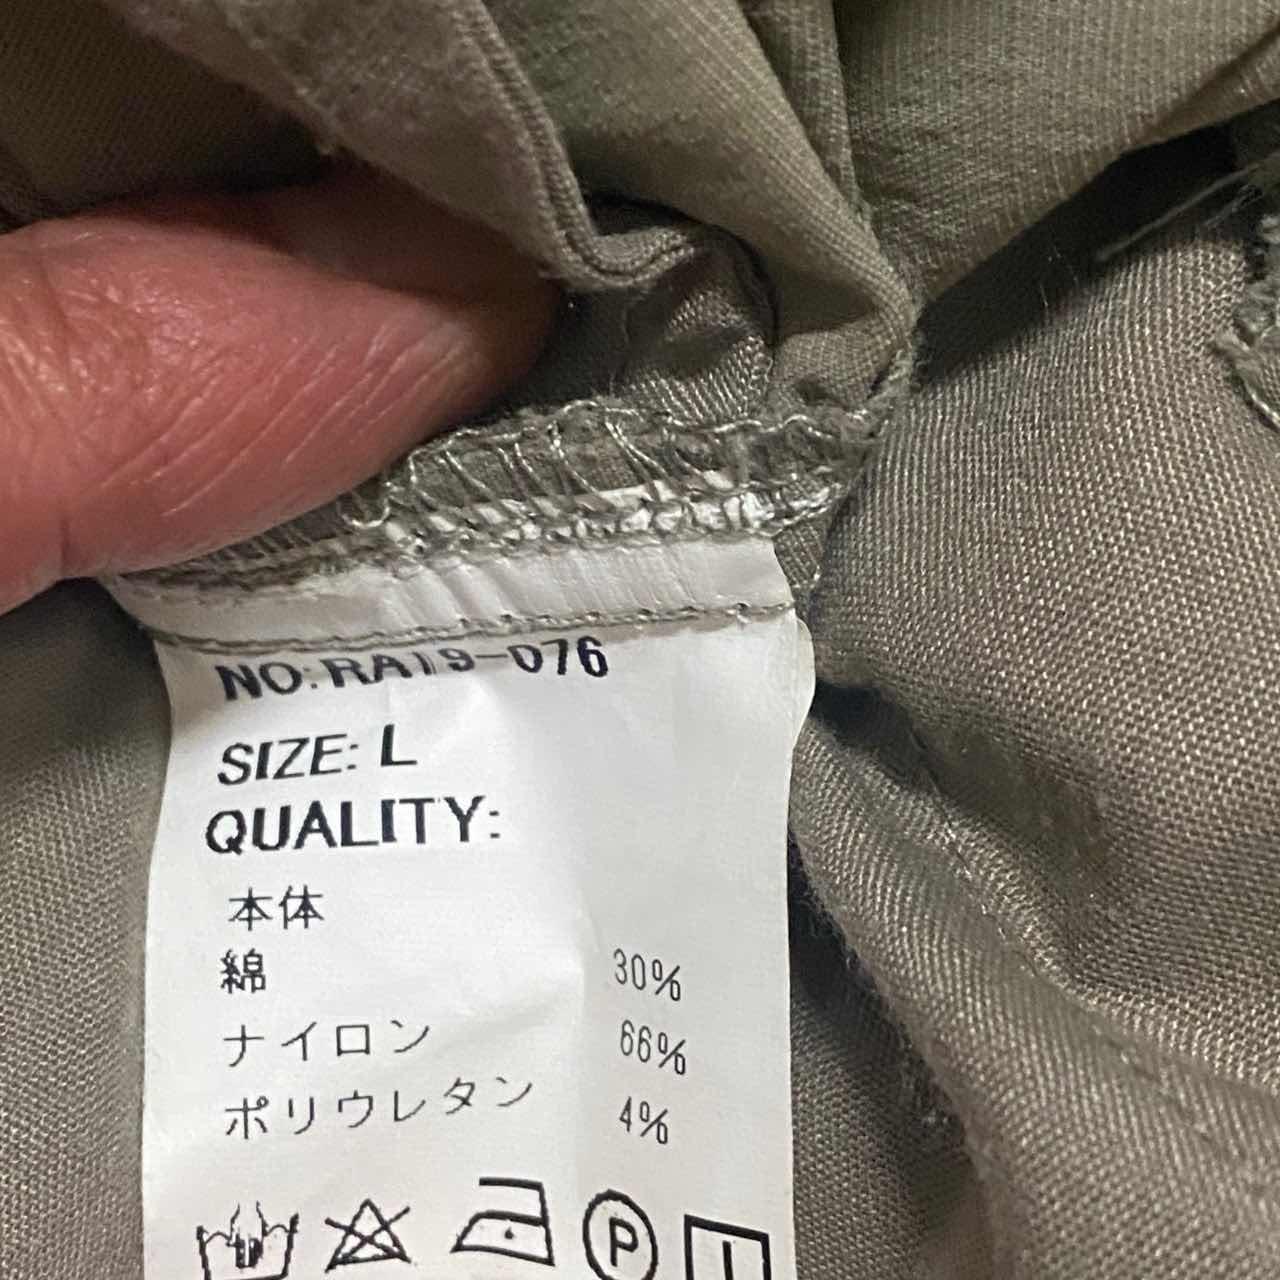 NO:RA19-076
SIZE: L
QUALITY:
本体
綿 30%
ナイロン 66%
ポリウレタン 4%
P